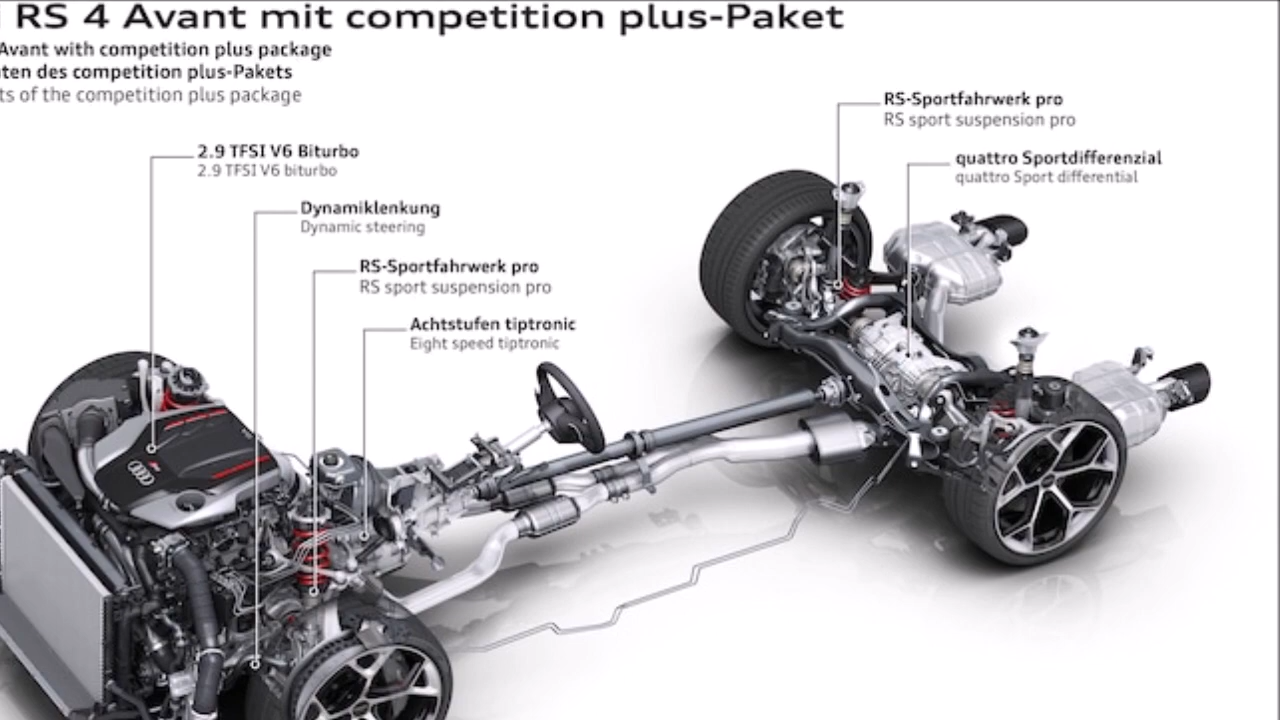 RS 4 Avant mit competition plus-Paket
Avant with competition plus package
ten des competition plus-Pakets
ts of the competition plus package
RS-Sportfahrwerk pro
RS sport suspension pro
2.9 TFSI V6 Biturbo
2.9 TFSI V6 biturbo
quattro Sportdifferenzial
quattro Sport differential
Dynamiklenkung
Dynamic steering
RS-Sportfahrwerk pro
RS sport suspension pro
Achtstufen tiptronic
Eight speed tiptronic